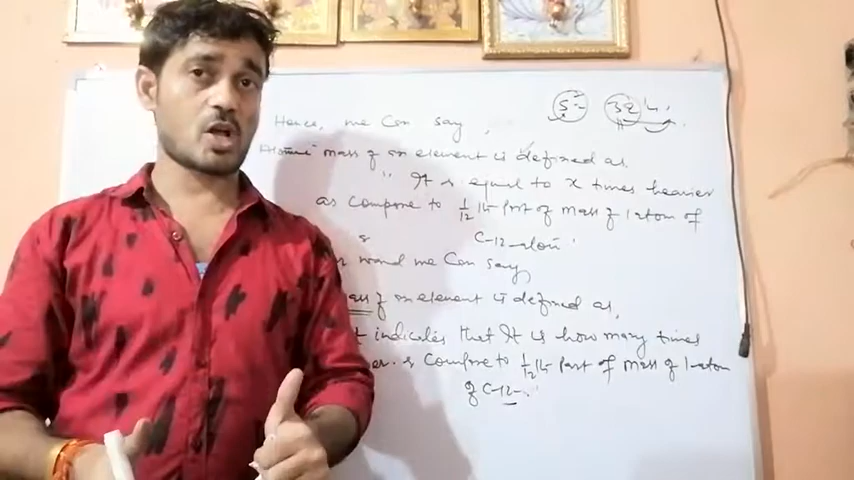 5 32
Hence, we Can say,
Atomic mass of an element is defined as
" It is equal to x times heavier
as Compare to 1/12 th Part of mass of 1 atom of
C-12-atom "
word we Can say
mass of an element is defined as,
indicates that It is how many times
Compare to 1/12 th Part of mass of 1-atom
of C-12-."